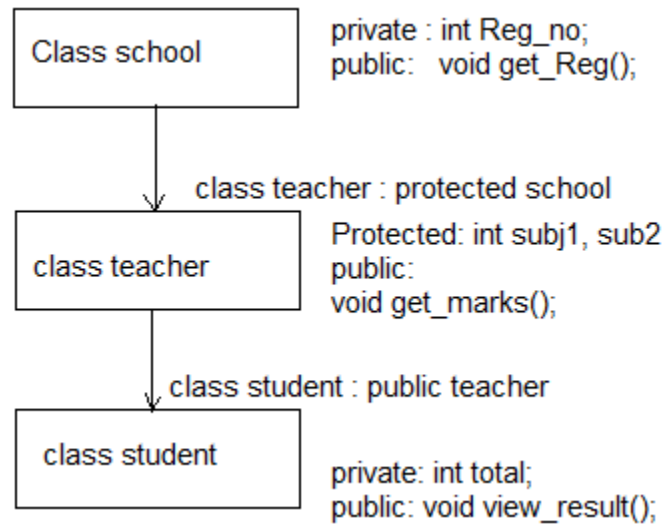 Class school
private : int Reg_no;
public: void get_Reg();
class teacher : protected school
class teacher
Protected: int subj1, sub2
public:
void get_marks();
class student : public teacher
class student
private: int total;
public: void view_result();